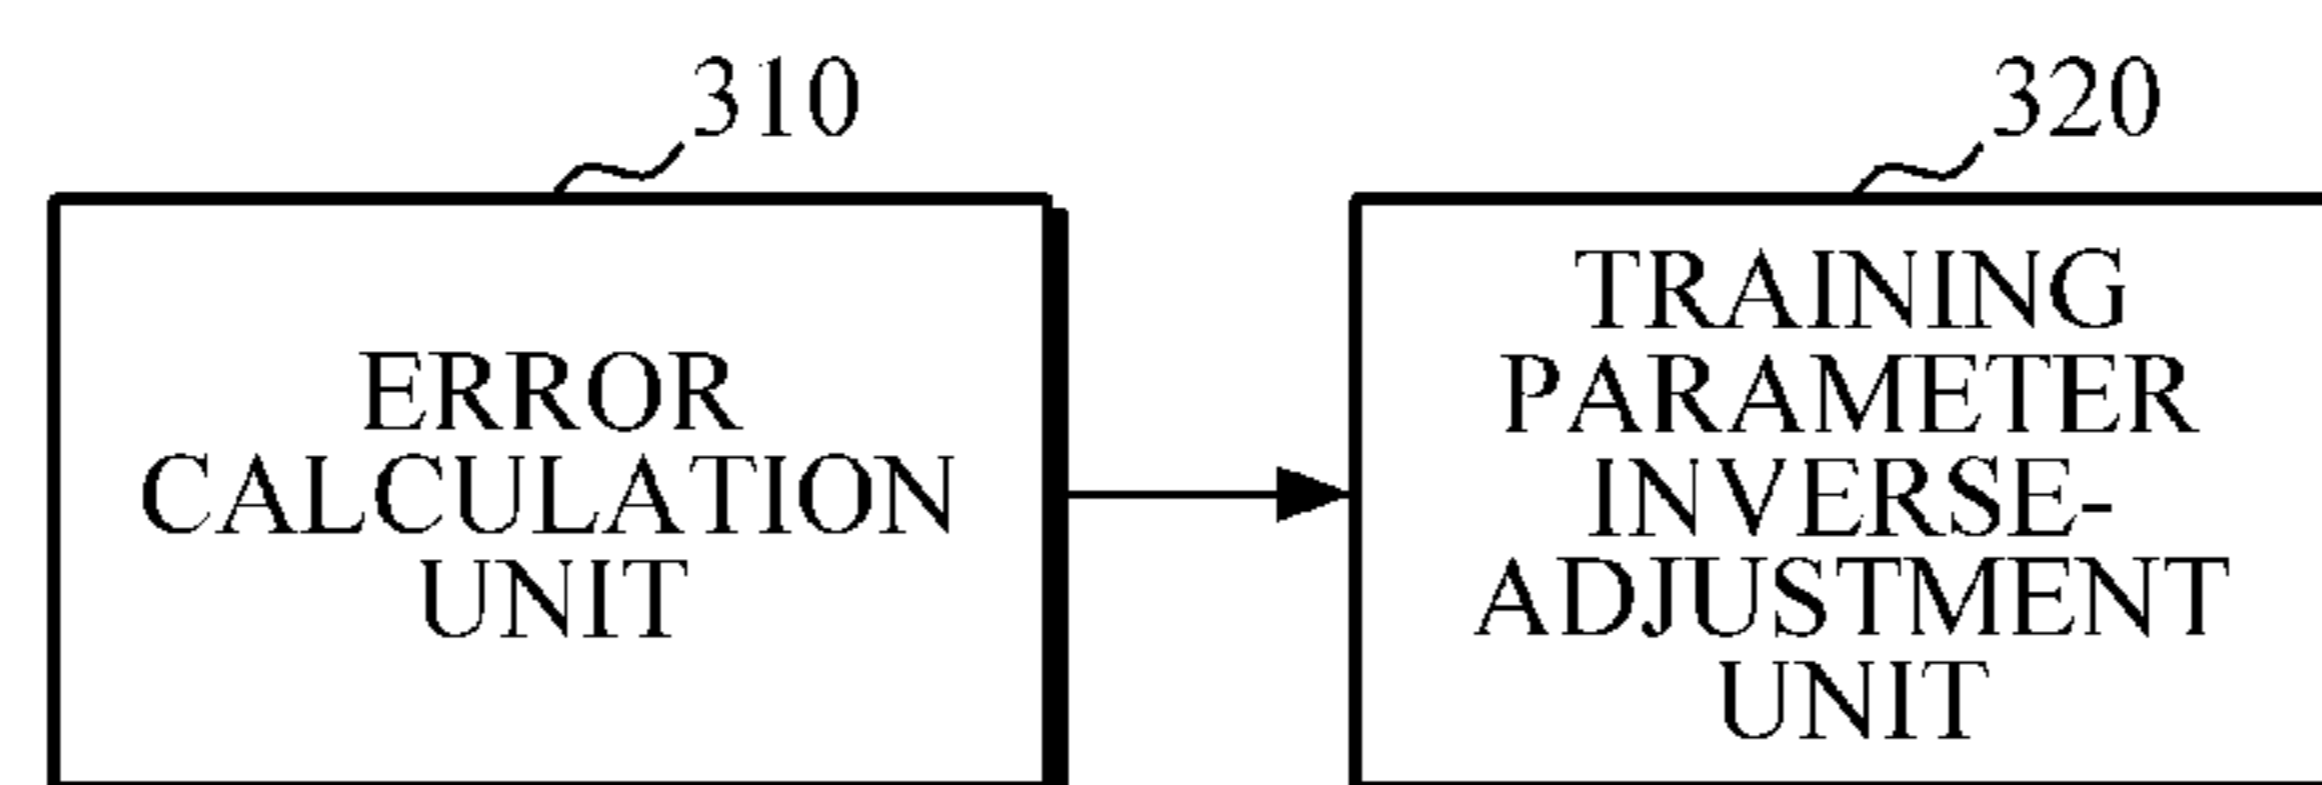 310
ERROR
CALCULATION
UNIT
320
TRAINING
PARAMETER
INVERSE-
ADJUSTMENT
UNIT